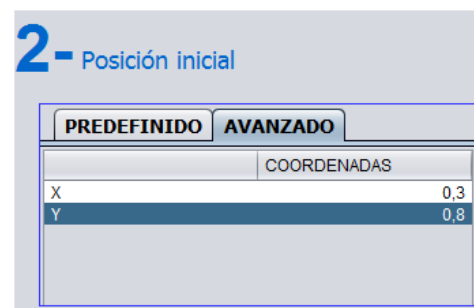 2- Posición inicial
PREDEFINIDO AVANZADO
COORDENADAS
X 0,3
Y 0,8